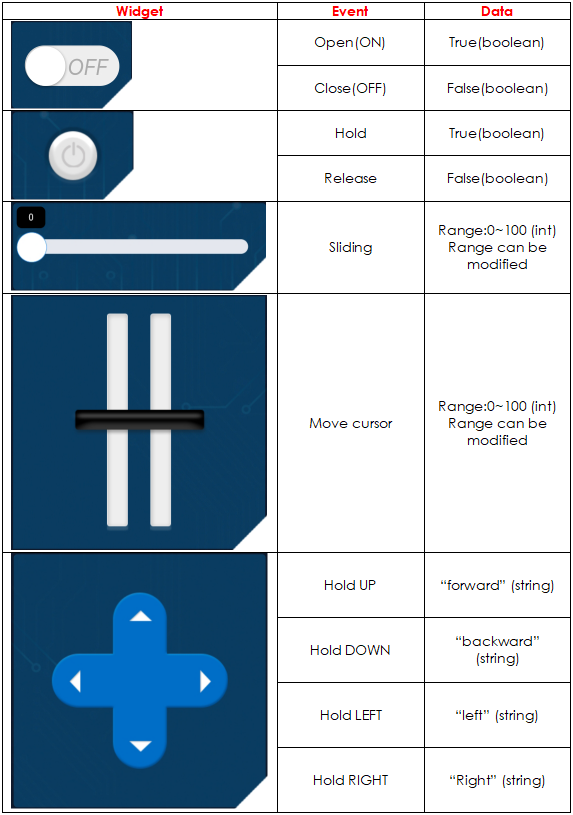 Widget Event Data
OFF
Open(ON) True(boolean)
Close(OFF) False(boolean)
Hold True(boolean)
Release False(boolean)
0
Sliding
Range:0~100 (int)
Range can be
modified
Move cursor
Range:0~100 (int)
Range can be
modified
Hold UP “forward” (string)
Hold DOWN
“backward”
(string)
Hold LEFT “left” (string)
Hold RIGHT “Right” (string)